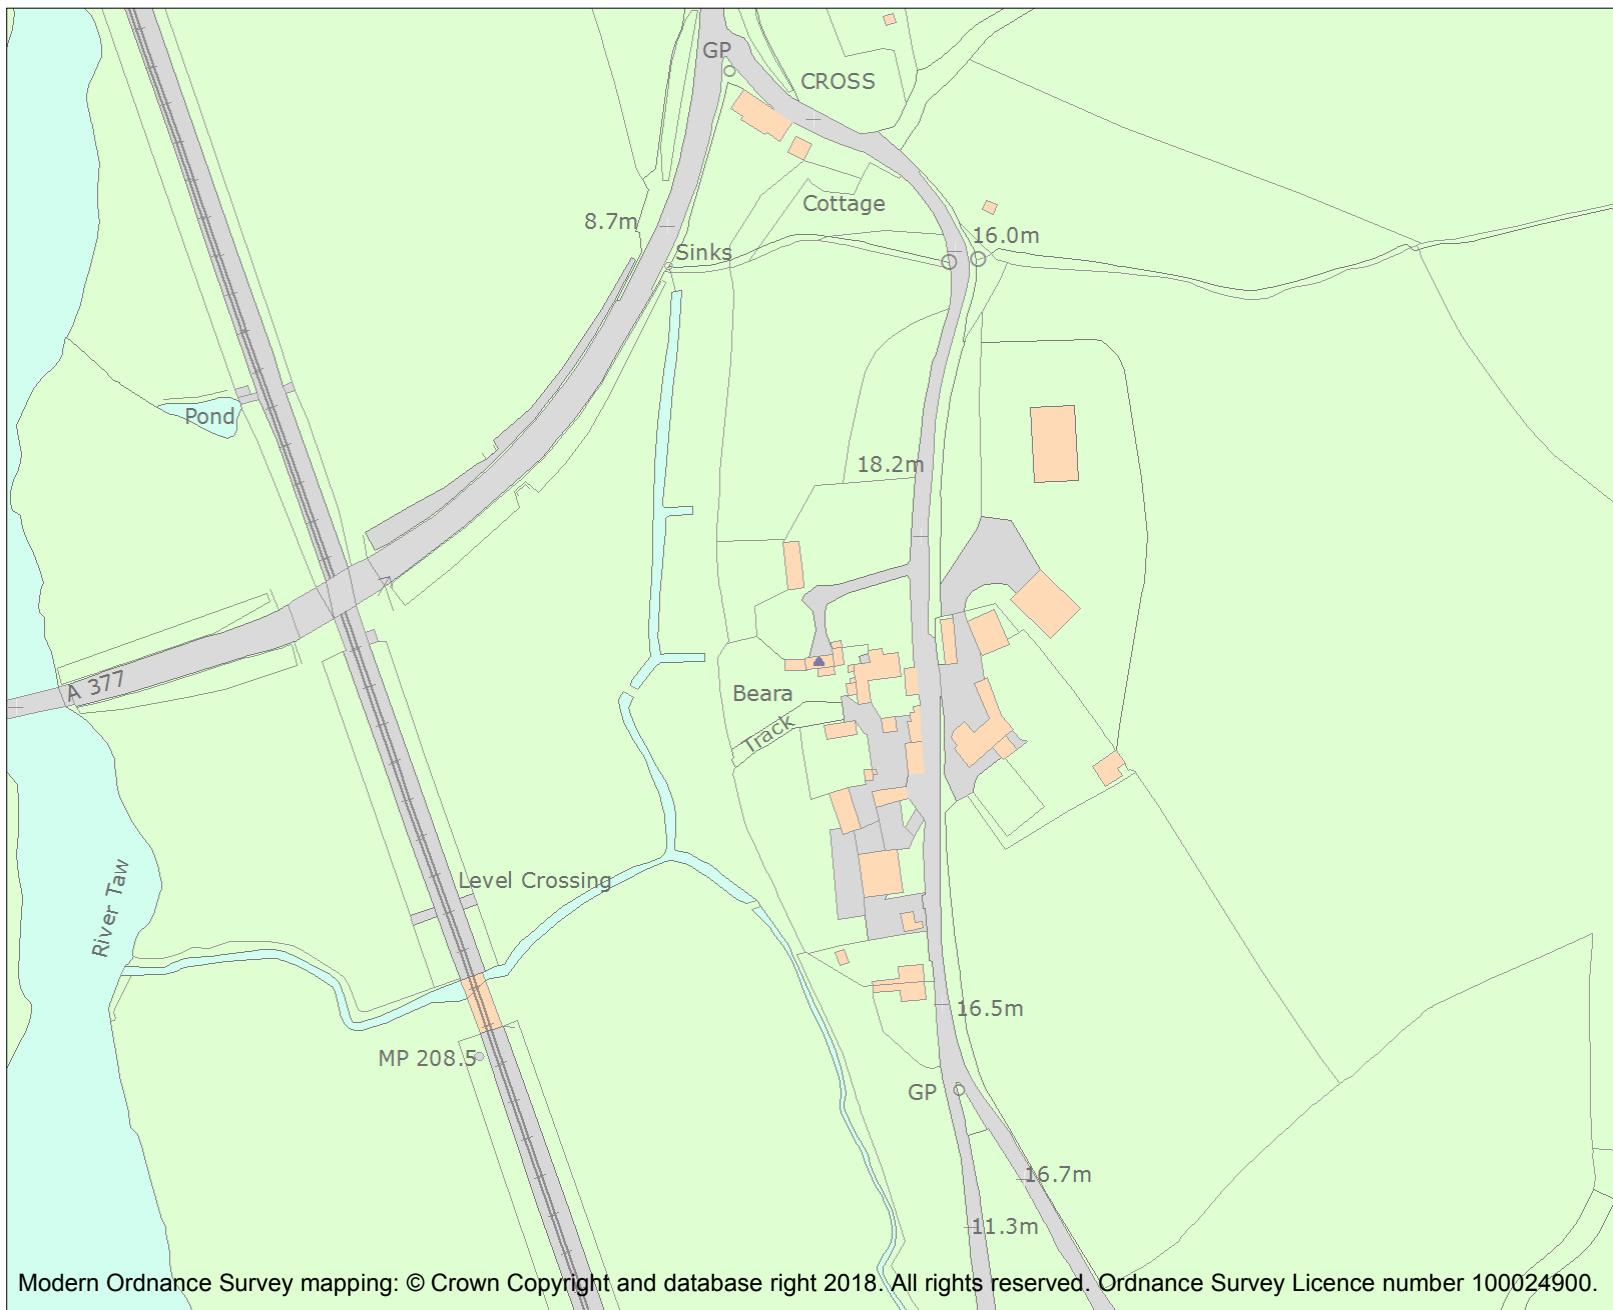 GP
CROSS
Cottage
8.7m
16.0m
Sinks
Pond
18.2m
A 377
Beara
Track
Level Crossing
River Taw
16.5m
MP 208.5
GP
16.7m
11.3m
Modern Ordnance Survey mapping: © Crown Copyright and database right 2018. All rights reserved. Ordnance Survey Licence number 100024900.